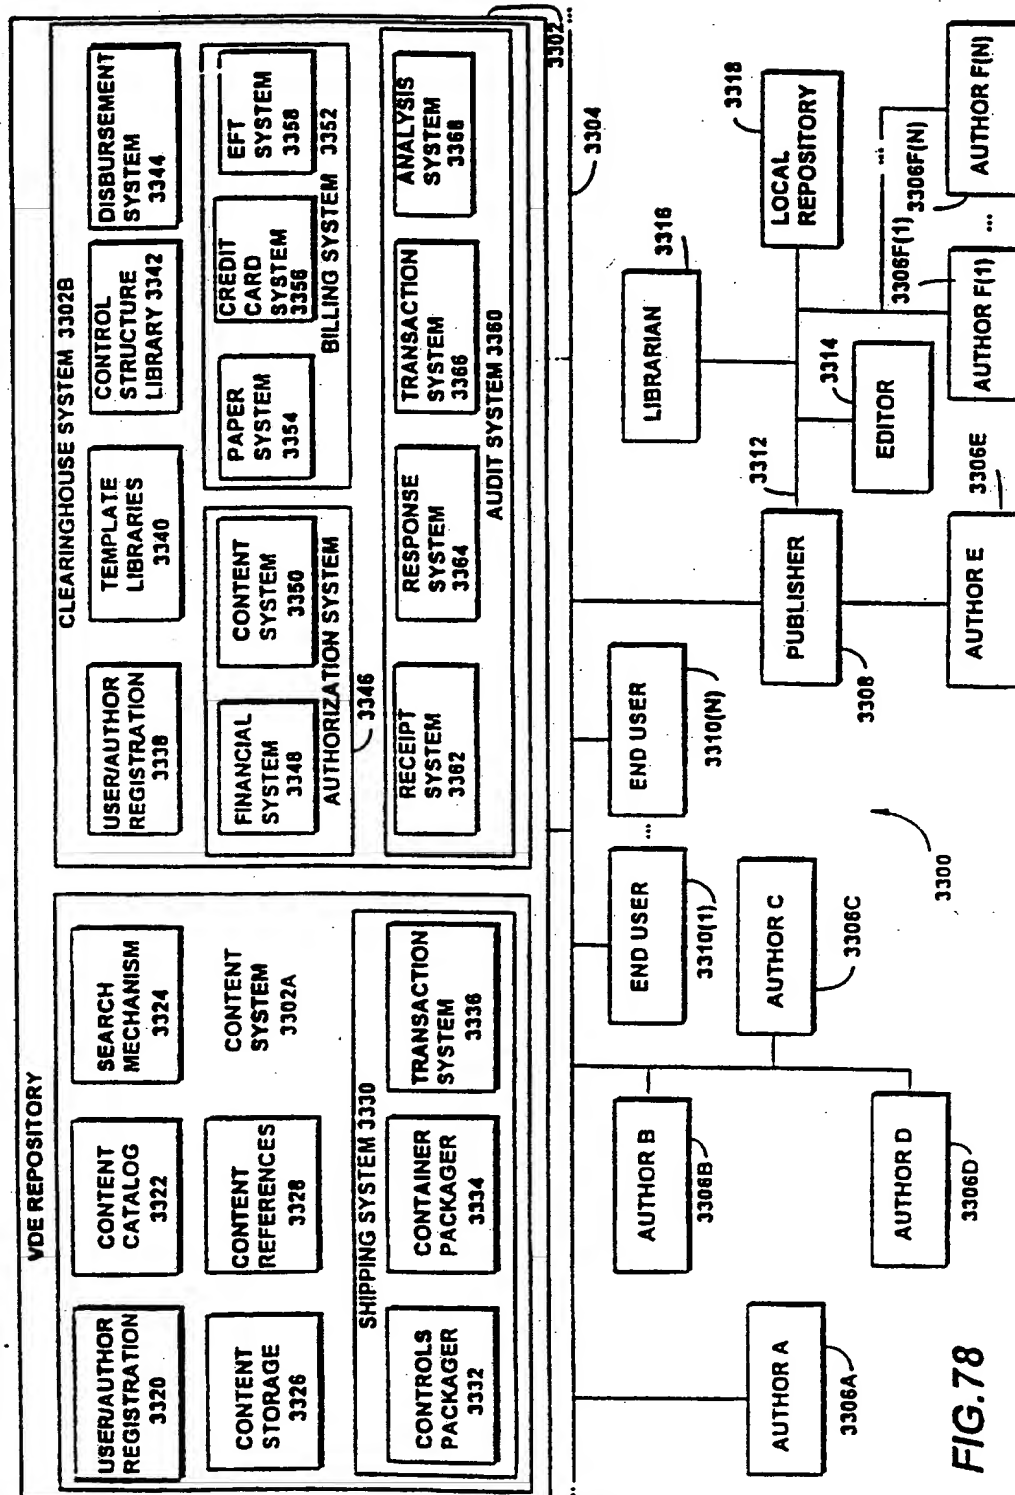 VDE REPOSITORY
3302
USER/AUTHOR
REGISTRATION
3320
CONTENT
CATALOG
3322
SEARCH
MECHANISM
3324
CONTENT
STORAGE
3326
CONTENT
REFERENCES
3328
CONTENT
SYSTEM
3302A
SHIPPING SYSTEM 3330
CONTROLS
PACKAGER
3332
CONTAINER
PACKAGER
3334
TRANSACTION
SYSTEM
3336
CLEARINGHOUSE SYSTEM 3302B
USER/AUTHOR
REGISTRATION
3338
TEMPLATE
LIBRARIES
3340
CONTROL
STRUCTURE
LIBRARY 3342
DISBURSEMENT
SYSTEM
3344
FINANCIAL
SYSTEM
3348
CONTENT
SYSTEM
3350
AUTHORIZATION SYSTEM
3346
PAPER
SYSTEM
3354
CREDIT
CARD
SYSTEM
3356
EFT
SYSTEM
3358
BILLING SYSTEM 3352
RECEIPT
SYSTEM
3362
RESPONSE
SYSTEM
3364
TRANSACTION
SYSTEM
3366
ANALYSIS
SYSTEM
3368
AUDIT SYSTEM 3360
3304
AUTHOR A
3306A
AUTHOR B
3306B
AUTHOR C
3306C
AUTHOR D
3306D
END USER
3310(1)
...
END USER
3310(N)
3300
PUBLISHER
3308
3312
AUTHOR E
3306E
LIBRARIAN
3316
EDITOR
3314
LOCAL
REPOSITORY
3318
AUTHOR F(1)
3306F(1)
...
AUTHOR F(N)
3306F(N)
...
FIG. 78